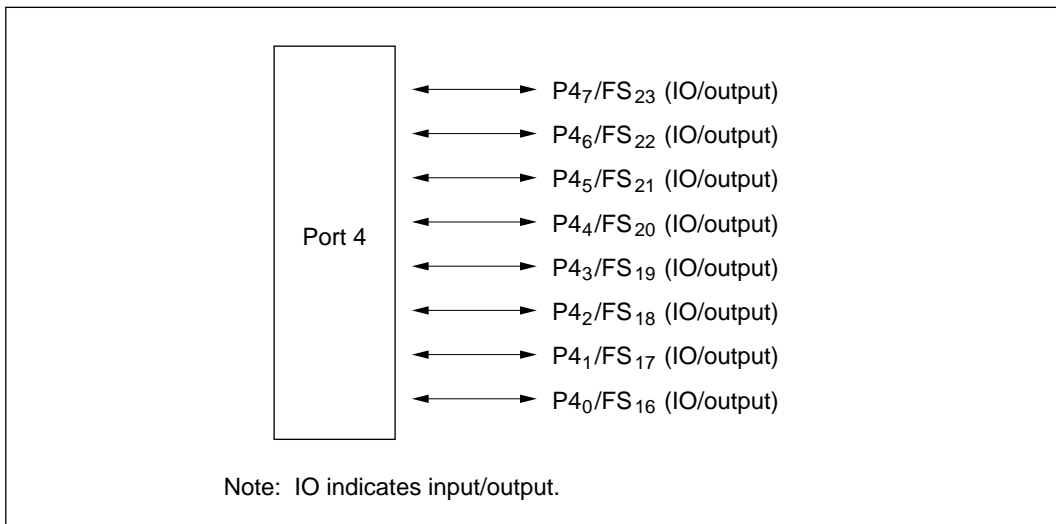 P4₇/FS₂₃ (IO/output)
P4₆/FS₂₂ (IO/output)
P4₅/FS₂₁ (IO/output)
P4₄/FS₂₀ (IO/output)
Port 4
P4₃/FS₁₉ (IO/output)
P4₂/FS₁₈ (IO/output)
P4₁/FS₁₇ (IO/output)
P4₀/FS₁₆ (IO/output)
Note: IO indicates input/output.